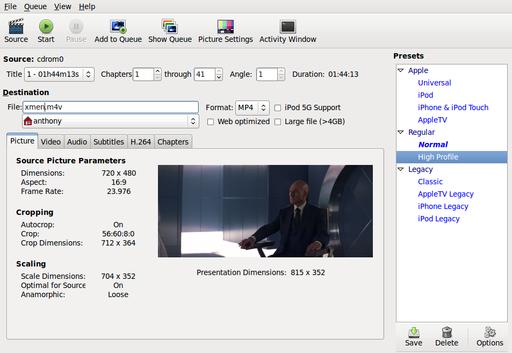 File Queue View Help
Source Start Pause Add to Queue Show Queue Picture Settings Activity Window
Source: cdrom0
Title 1 - 01h44m13s Chapters: 1 through 41 Angle: 1 Duration: 01:44:13
Destination
File: xmen.m4v Format: MP4 iPod 5G Support
anthony Web optimized Large file (>4GB)
Picture Video Audio Subtitles H.264 Chapters
Source Picture Parameters
Dimensions: 720 x 480
Aspect: 16:9
Frame Rate: 23.976
Cropping
Autocrop: On
Crop: 56:60:8:0
Crop Dimensions: 712 x 364
Scaling
Scale Dimensions: 704 x 352
Optimal for Source On
Anamorphic: Loose
Presentation Dimensions: 815 x 352
Presets
Apple
Universal
iPod
iPhone & iPod Touch
AppleTV
Regular
Normal
High Profile
Legacy
Classic
AppleTV Legacy
iPhone Legacy
iPod Legacy
Save Delete Options